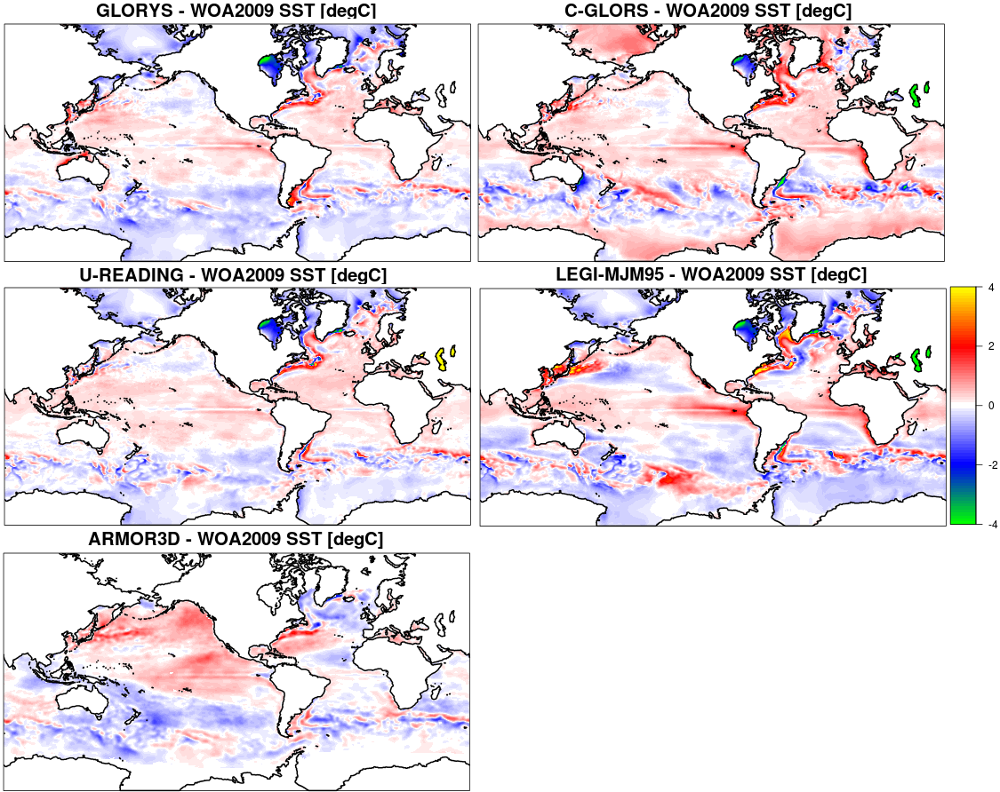 GLORYS - WOA2009 SST [degC]
C-GLORS - WOA2009 SST [degC]
U-READING - WOA2009 SST [degC]
LEGI-MJM95 - WOA2009 SST [degC]
4
2
0
-2
-4
ARMOR3D - WOA2009 SST [degC]